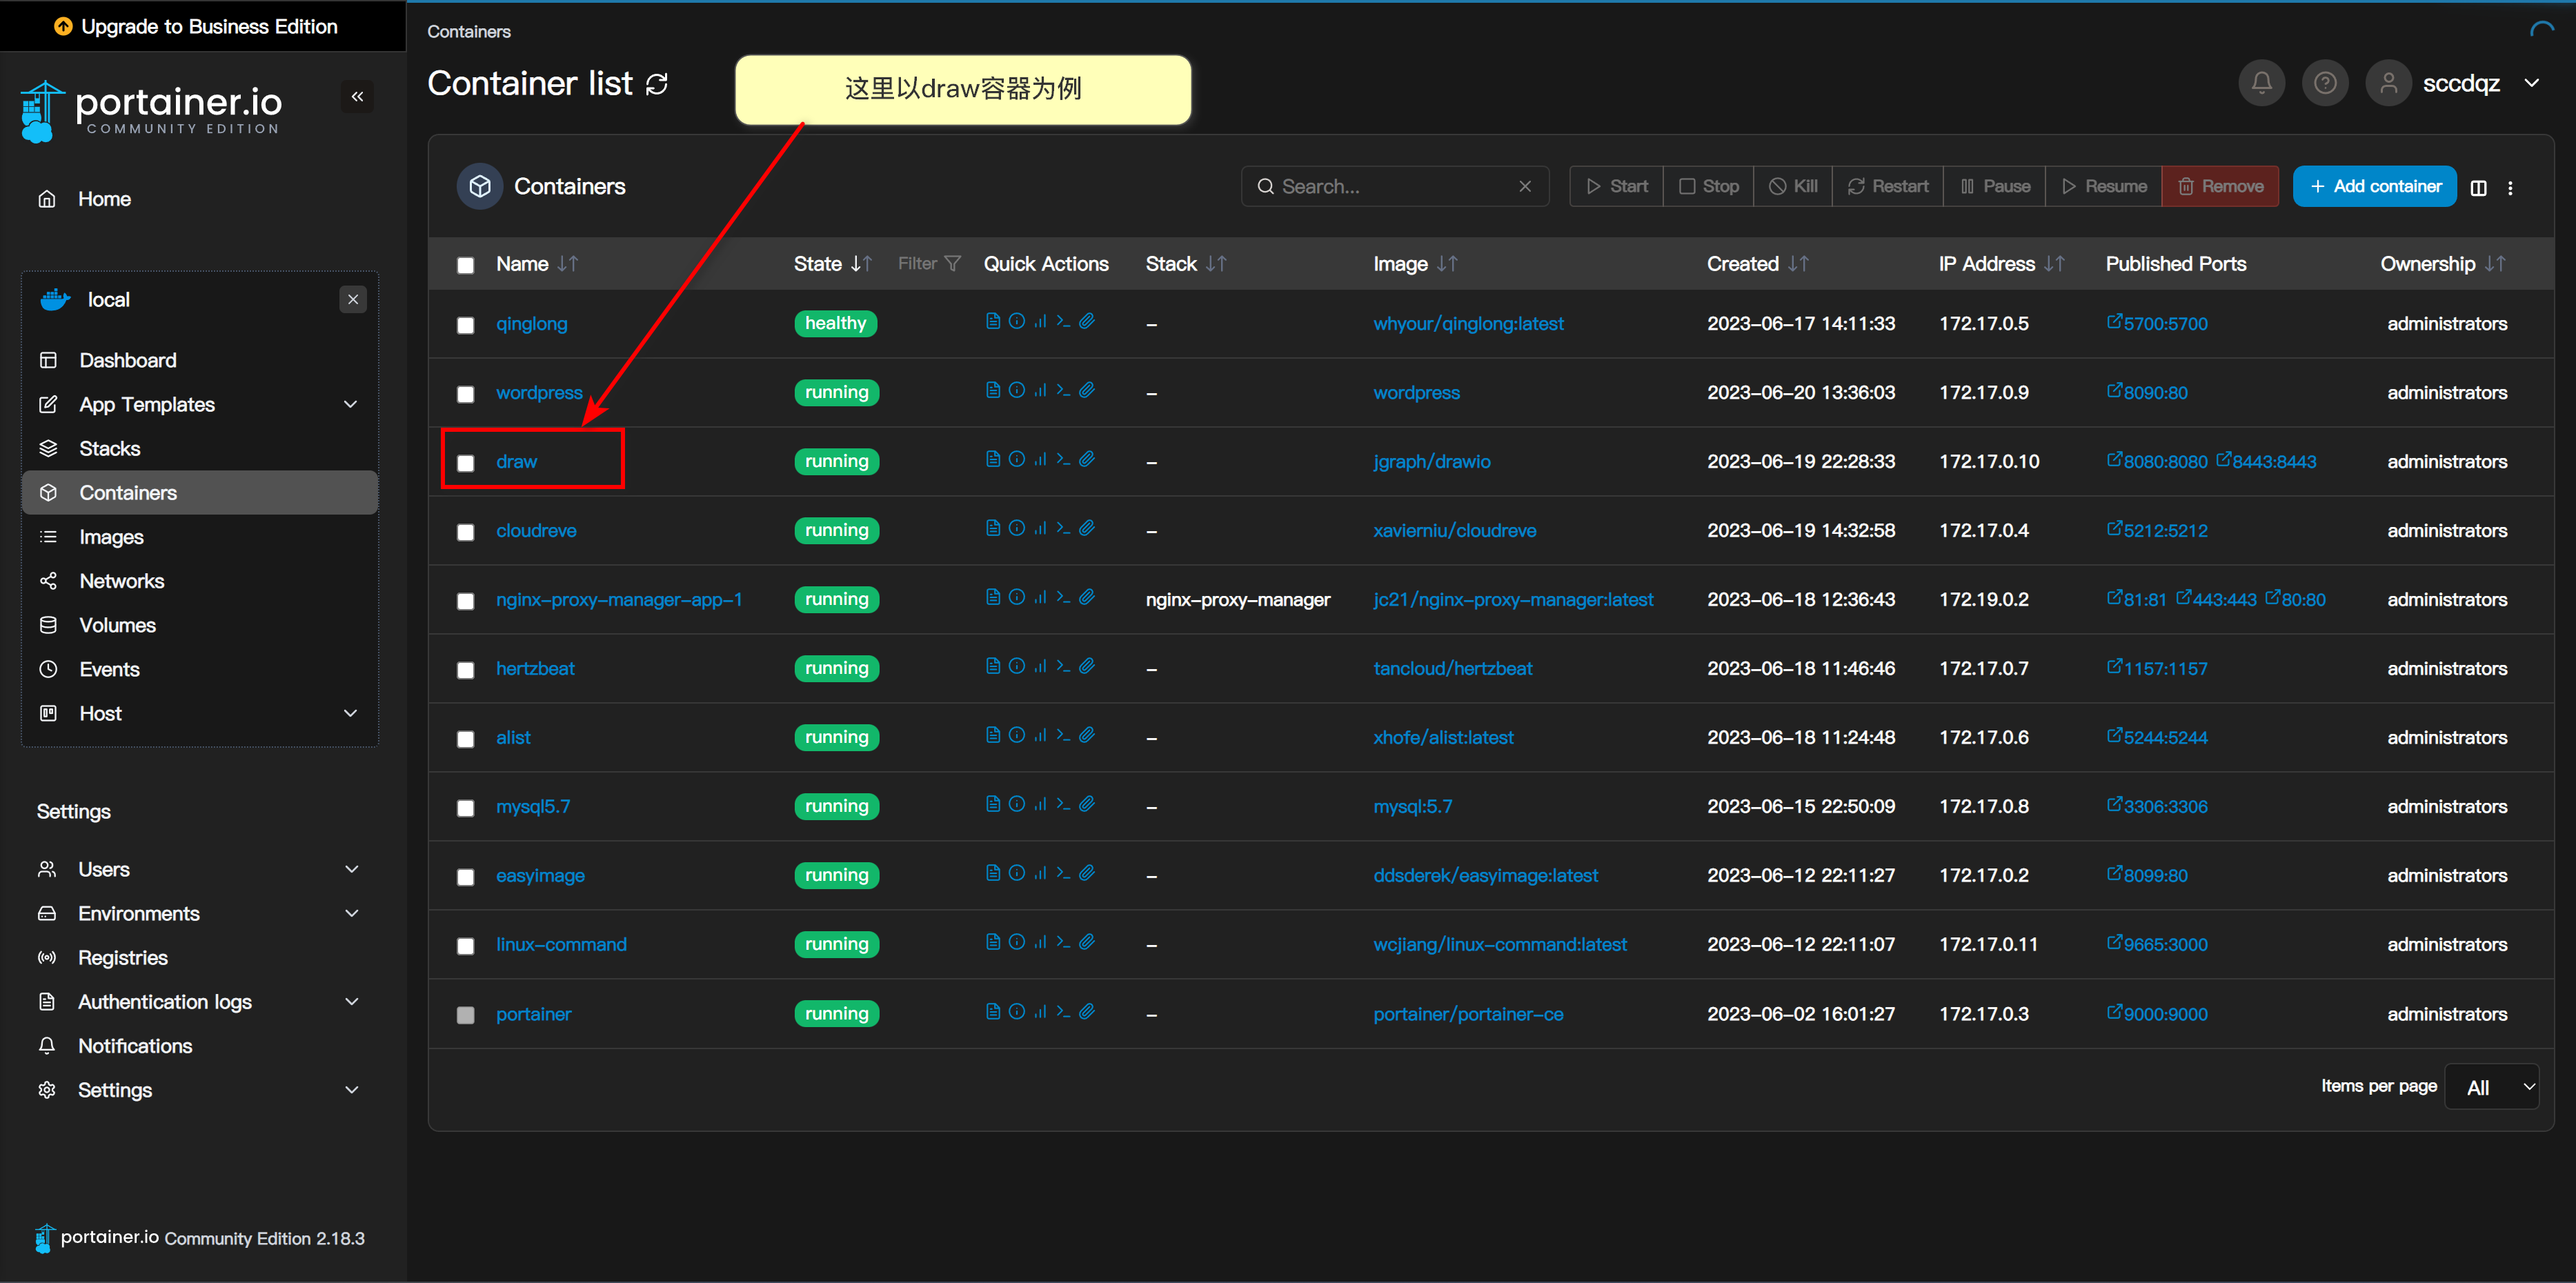 Upgrade to Business Edition
portainer.io
COMMUNITY EDITION
Home
local
Dashboard
App Templates
Stacks
Containers
Images
Networks
Volumes
Events
Host
Settings
Users
Environments
Registries
Authentication logs
Notifications
Settings
portainer.io Community Edition 2.18.3
Containers
Container list
这里以draw容器为例
sccdqz
Containers Search... Start Stop Kill Restart Pause Resume Remove + Add container
Name State Filter Quick Actions Stack Image Created IP Address Published Ports Ownership
qinglong healthy – whyour/qinglong:latest 2023-06-17 14:11:33 172.17.0.5 5700:5700 administrators
wordpress running – wordpress 2023-06-20 13:36:03 172.17.0.9 8090:80 administrators
draw running – jgraph/drawio 2023-06-19 22:28:33 172.17.0.10 8080:8080 8443:8443 administrators
cloudreve running – xavierniu/cloudreve 2023-06-19 14:32:58 172.17.0.4 5212:5212 administrators
nginx-proxy-manager-app-1 running nginx-proxy-manager jc21/nginx-proxy-manager:latest 2023-06-18 12:36:43 172.19.0.2 81:81 443:443 80:80 administrators
hertzbeat running – tancloud/hertzbeat 2023-06-18 11:46:46 172.17.0.7 1157:1157 administrators
alist running – xhofe/alist:latest 2023-06-18 11:24:48 172.17.0.6 5244:5244 administrators
mysql5.7 running – mysql:5.7 2023-06-15 22:50:09 172.17.0.8 3306:3306 administrators
easyimage running – ddsderek/easyimage:latest 2023-06-12 22:11:27 172.17.0.2 8099:80 administrators
linux-command running – wcjiang/linux-command:latest 2023-06-12 22:11:07 172.17.0.11 9665:3000 administrators
portainer running – portainer/portainer-ce 2023-06-02 16:01:27 172.17.0.3 9000:9000 administrators
Items per page All